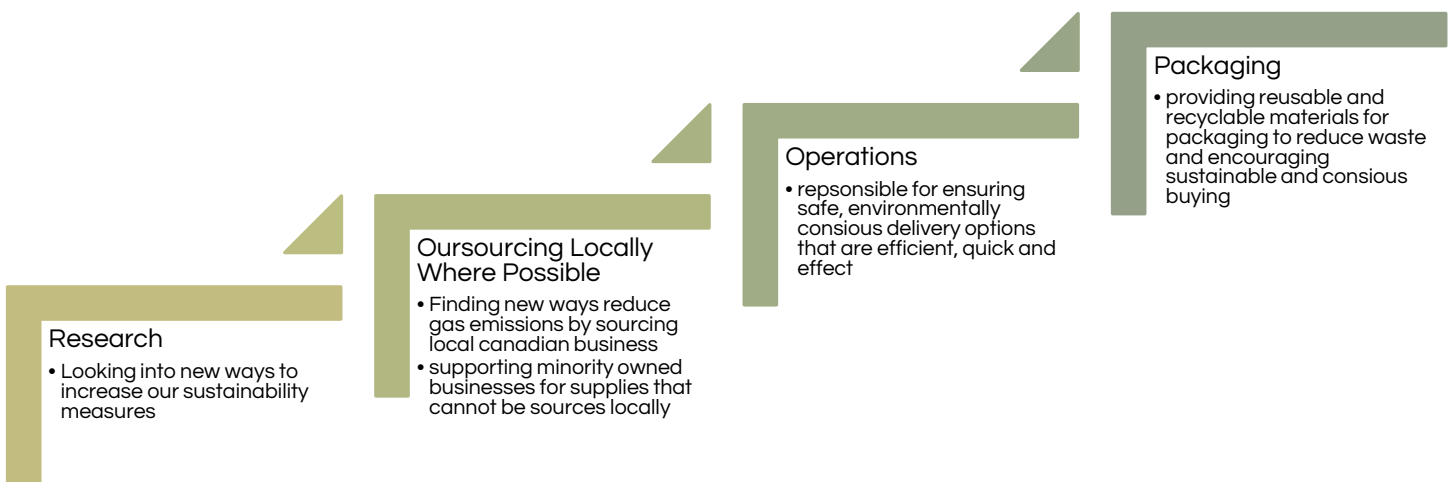 Research
• Looking into new ways to
increase our sustainability
measures
Oursourcing Locally
Where Possible
• Finding new ways reduce
gas emissions by sourcing
local canadian business
• supporting minority owned
businesses for supplies that
cannot be sources locally
Operations
• repsonsible for ensuring
safe, environmentally
consious delivery options
that are efficient, quick and
effect
Packaging
• providing reusable and
recyclable materials for
packaging to reduce waste
and encouraging
sustainable and consious
buying